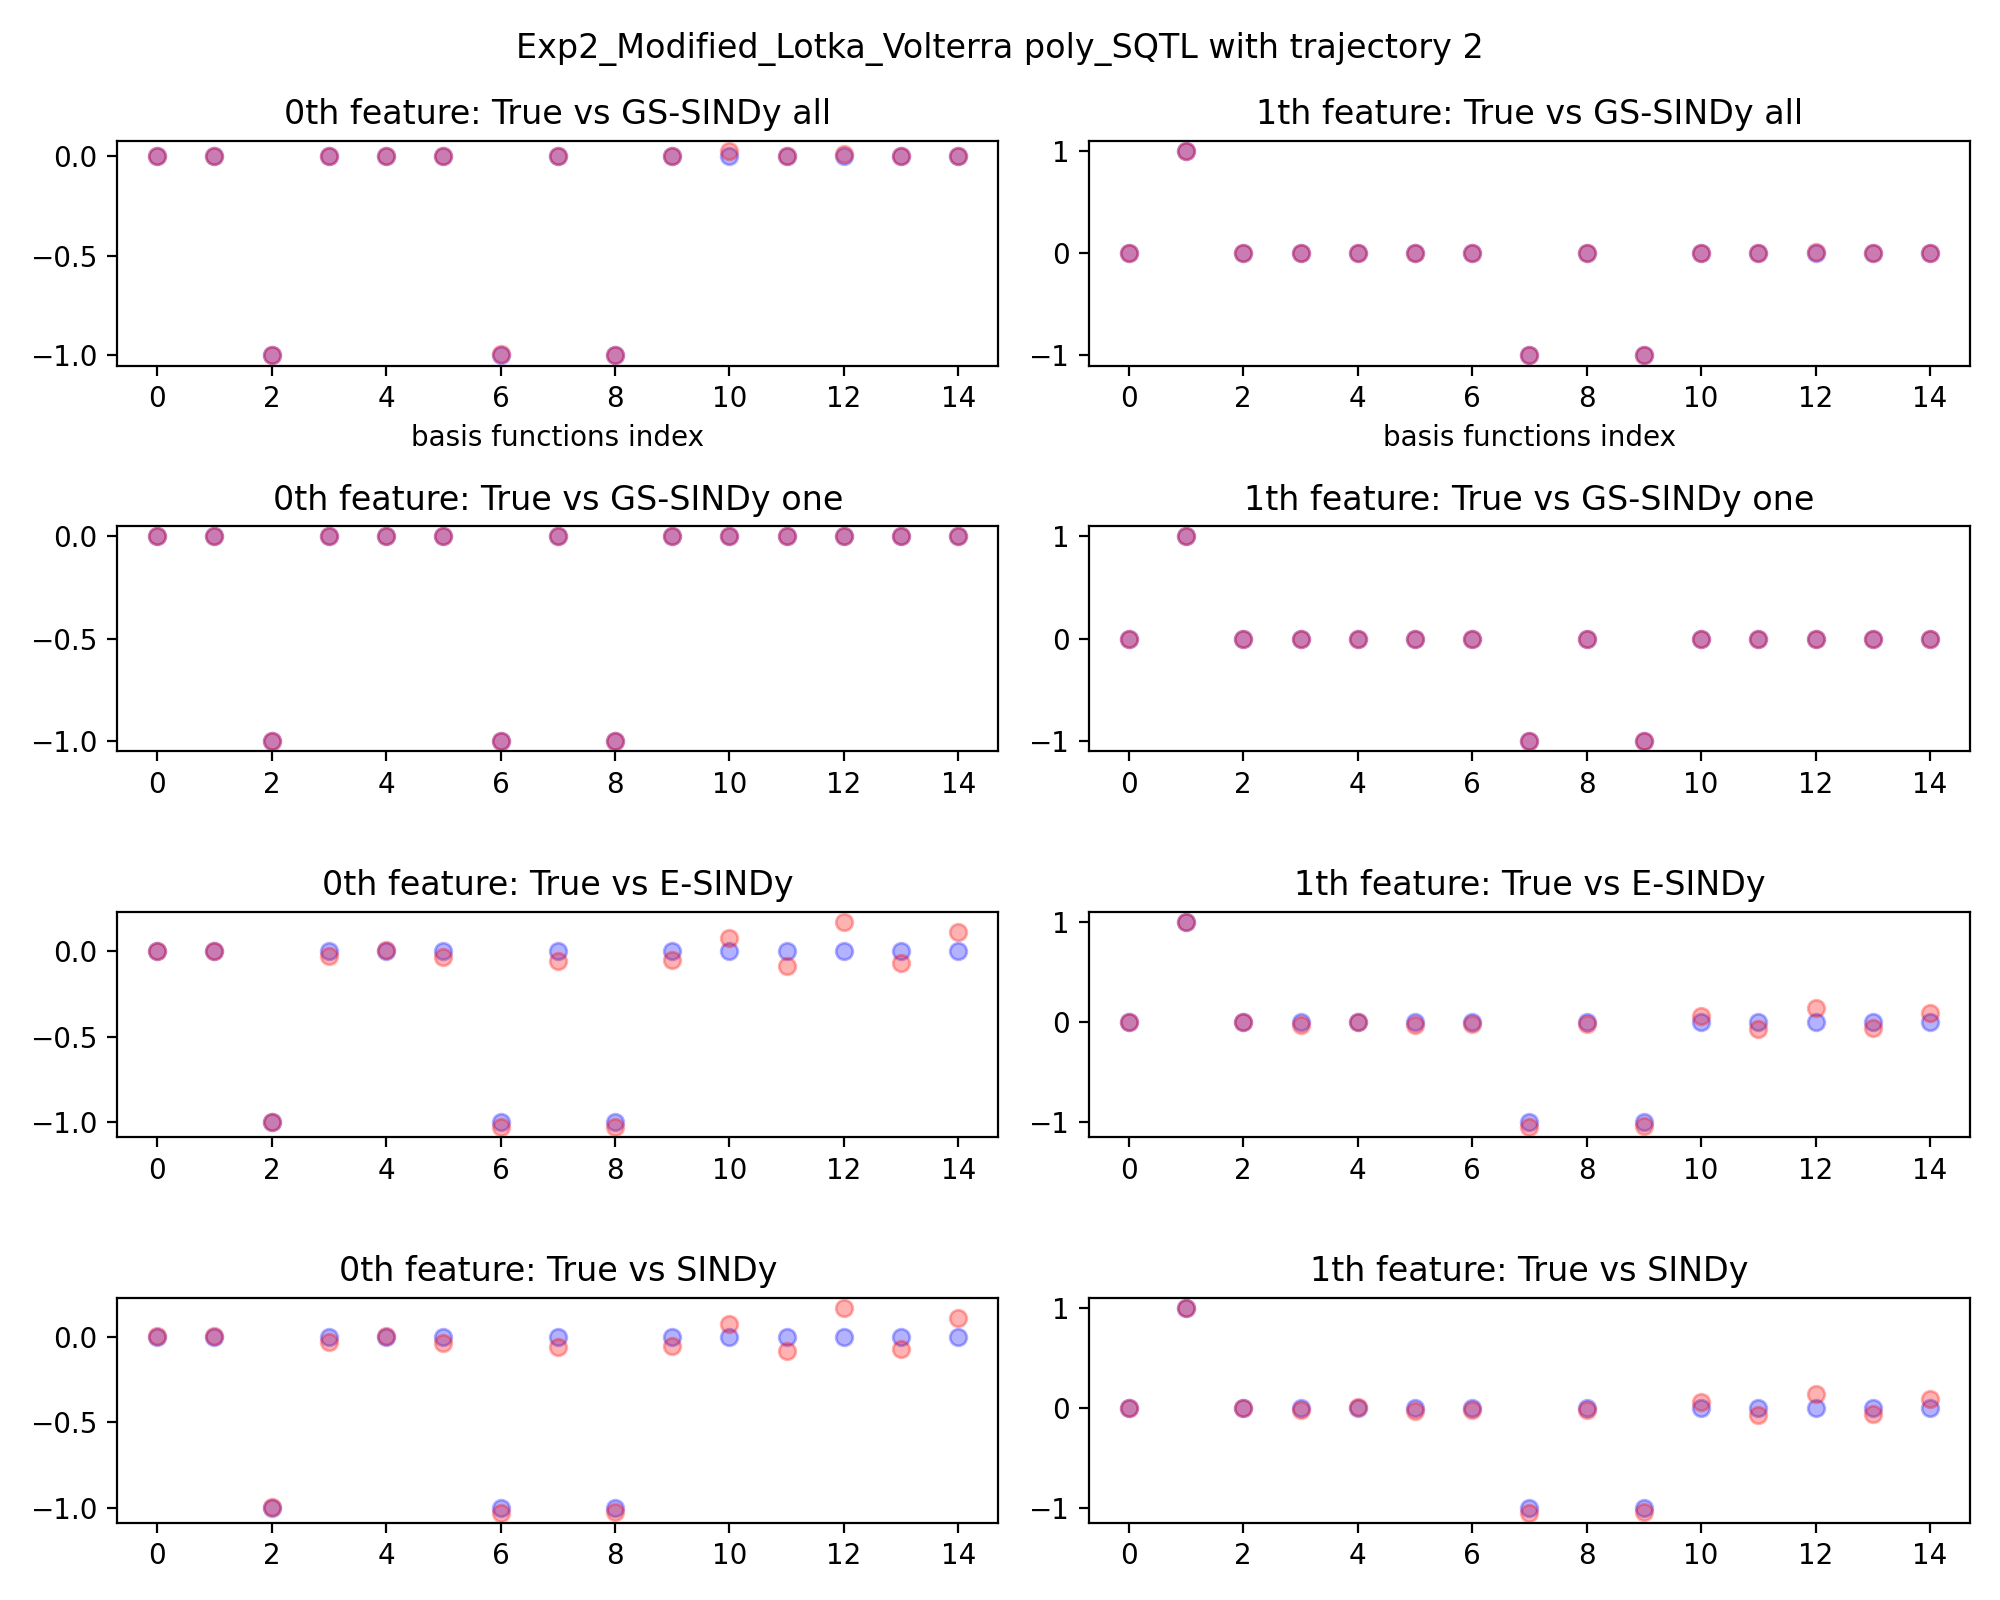 Exp2_Modified_Lotka_Volterra poly_SQTL with trajectory 2
0th feature: True vs GS-SINDy all
0.0
−0.5
−1.0
0 2 4 6 8 10 12 14
basis functions index
1th feature: True vs GS-SINDy all
1
0
−1
0 2 4 6 8 10 12 14
basis functions index
0th feature: True vs GS-SINDy one
0.0
−0.5
−1.0
0 2 4 6 8 10 12 14
1th feature: True vs GS-SINDy one
1
0
−1
0 2 4 6 8 10 12 14
0th feature: True vs E-SINDy
0.0
−0.5
−1.0
0 2 4 6 8 10 12 14
1th feature: True vs E-SINDy
1
0
−1
0 2 4 6 8 10 12 14
0th feature: True vs SINDy
0.0
−0.5
−1.0
0 2 4 6 8 10 12 14
1th feature: True vs SINDy
1
0
−1
0 2 4 6 8 10 12 14